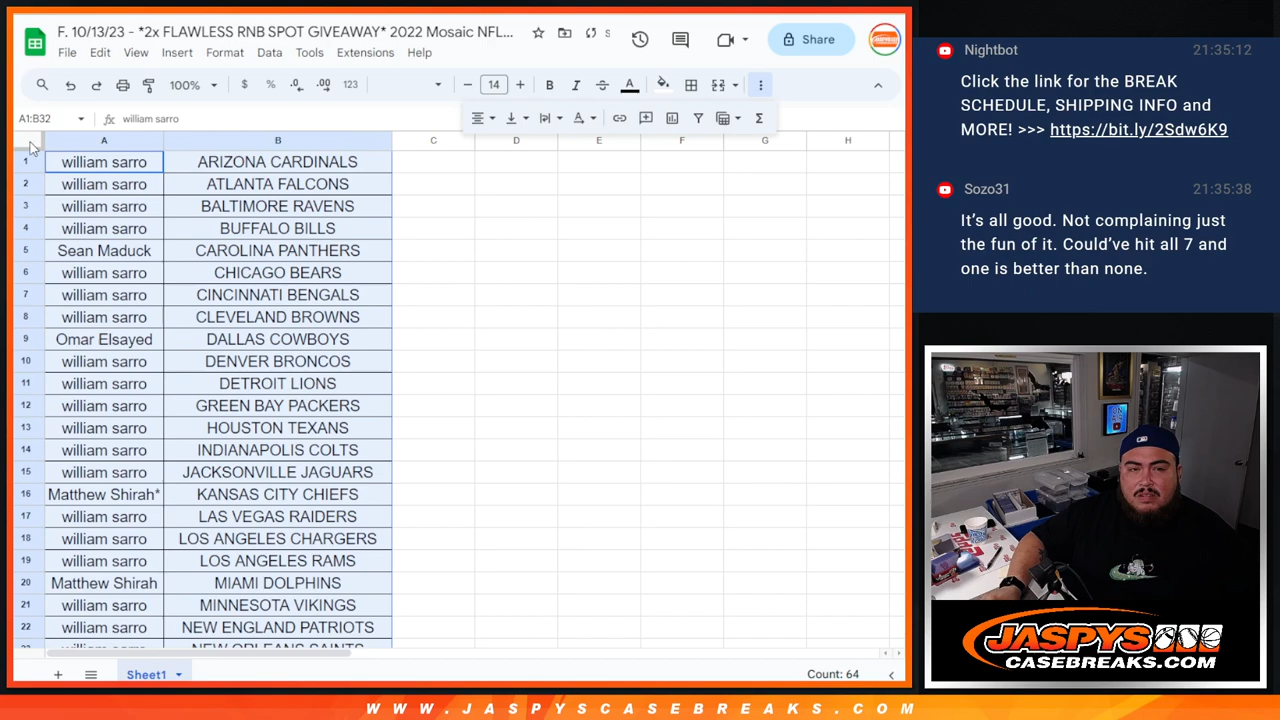 F. 10/13/23 - *2x FLAWLESS RNB SPOT GIVEAWAY* 2022 Mosaic NFL...
File Edit View Insert Format Data Tools Extensions Help
Share
100% $ % .0 .00 123 14 B I S A
A1:B32 fx william sarro
A B C D E F G H
1 william sarro ARIZONA CARDINALS
2 william sarro ATLANTA FALCONS
3 william sarro BALTIMORE RAVENS
4 william sarro BUFFALO BILLS
5 Sean Maduck CAROLINA PANTHERS
6 william sarro CHICAGO BEARS
7 william sarro CINCINNATI BENGALS
8 william sarro CLEVELAND BROWNS
9 Omar Elsayed DALLAS COWBOYS
10 william sarro DENVER BRONCOS
11 william sarro DETROIT LIONS
12 william sarro GREEN BAY PACKERS
13 william sarro HOUSTON TEXANS
14 william sarro INDIANAPOLIS COLTS
15 william sarro JACKSONVILLE JAGUARS
16 Matthew Shirah* KANSAS CITY CHIEFS
17 william sarro LAS VEGAS RAIDERS
18 william sarro LOS ANGELES CHARGERS
19 william sarro LOS ANGELES RAMS
20 Matthew Shirah MIAMI DOLPHINS
21 william sarro MINNESOTA VIKINGS
22 william sarro NEW ENGLAND PATRIOTS
william sarro NEW ORLEANS SAINTS
Sheet1
Count: 64
Nightbot 21:35:12
Click the link for the BREAK
SCHEDULE, SHIPPING INFO and
MORE! >>> https://bit.ly/2Sdw6K9
Sozo31 21:35:38
It's all good. Not complaining just
the fun of it. Could've hit all 7 and
one is better than none.
JASPYS
CASEBREAKS.COM
WWW.JASPYSCASEBREAKS.COM